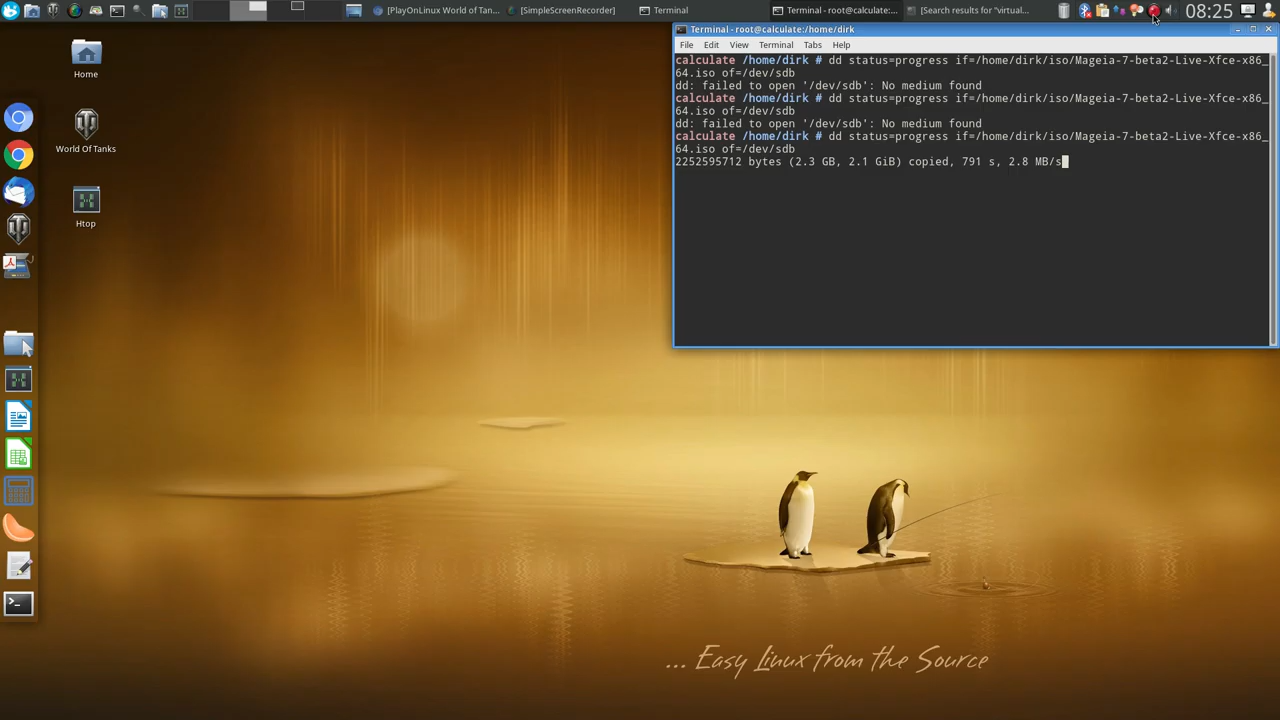 [PlayOnLinux World of Tan...
[SimpleScreenRecorder]
Terminal
Terminal - root@calculate:/home/...
[Search results for "virtual...
08:25
Terminal - root@calculate:/home/dirk
File Edit View Terminal Tabs Help
calculate /home/dirk # dd status=progress if=/home/dirk/iso/Mageia-7-beta2-Live-Xfce-x86_
64.iso of=/dev/sdb
dd: failed to open '/dev/sdb': No medium found
calculate /home/dirk # dd status=progress if=/home/dirk/iso/Mageia-7-beta2-Live-Xfce-x86_
64.iso of=/dev/sdb
dd: failed to open '/dev/sdb': No medium found
calculate /home/dirk # dd status=progress if=/home/dirk/iso/Mageia-7-beta2-Live-Xfce-x86_
64.iso of=/dev/sdb
2252595712 bytes (2.3 GB, 2.1 GiB) copied, 791 s, 2.8 MB/s
Home
World Of Tanks
Htop
... Easy Linux from the Source